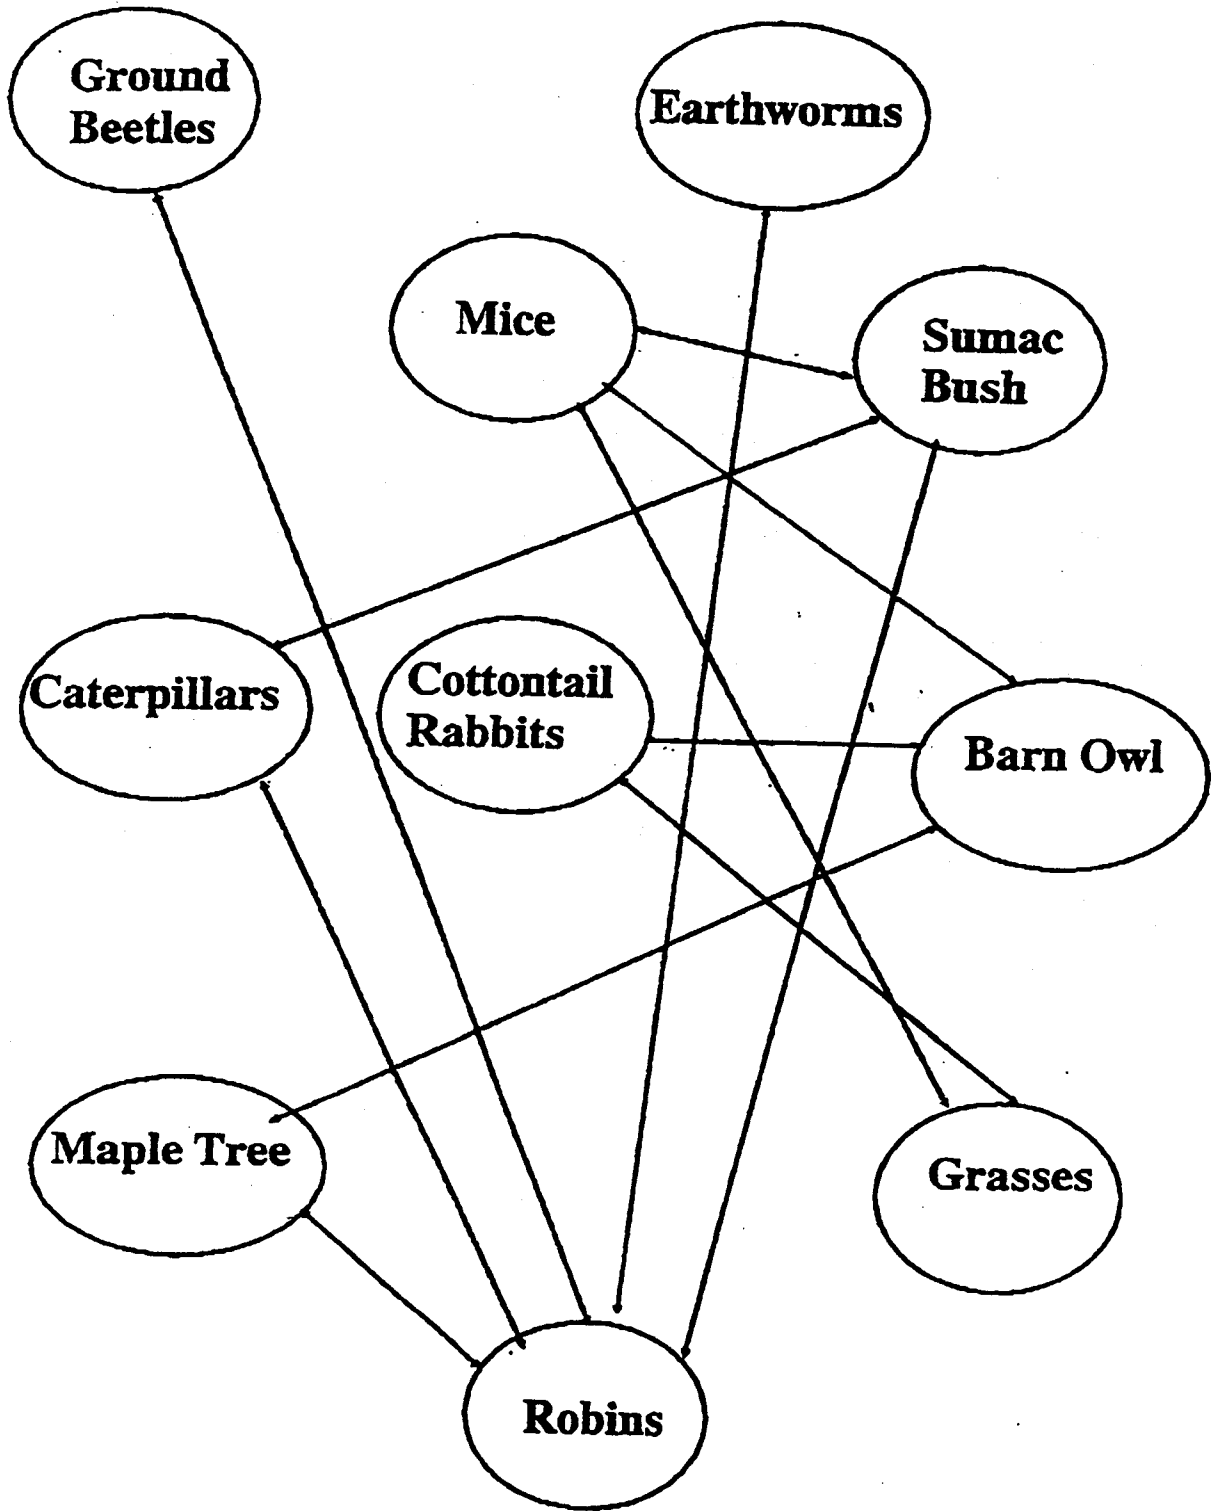 Ground
Beetles
Earthworms
Mice
Sumac
Bush
Caterpillars
Cottontail
Rabbits
Barn Owl
Maple Tree
Grasses
Robins